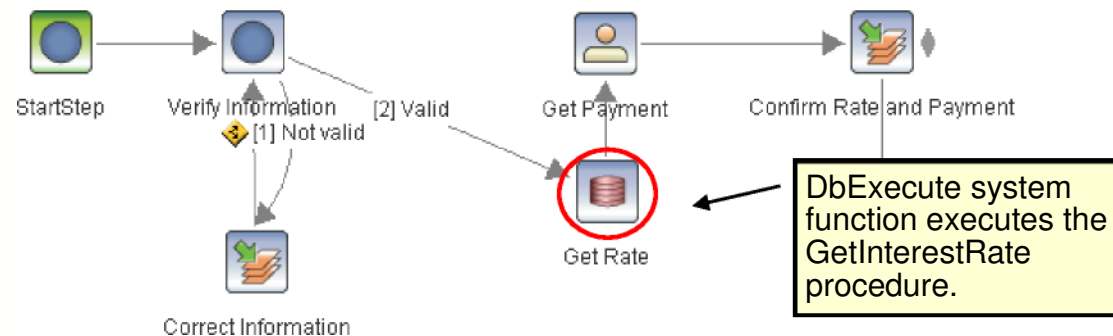 StartStep
Verify Information
[2] Valid
Get Payment
Confirm Rate and Payment
[1] Not valid
DbExecute system
function executes the
GetInterestRate
procedure.
Get Rate
Correct Information